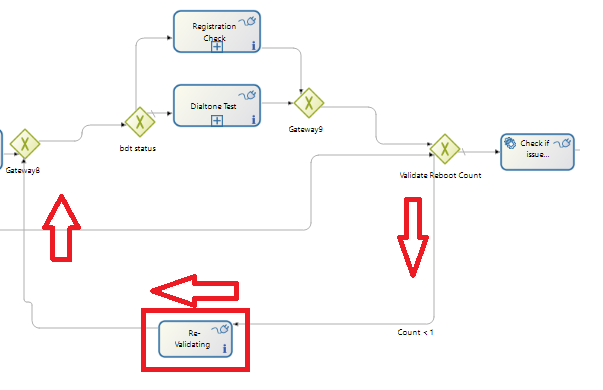 Registration
Check
i
Dialtone Test
i
Gateway9
bdt status
Gateway8
Check if
issue...
Validate Reboot Count
Re-
Validating
i
Count < 1